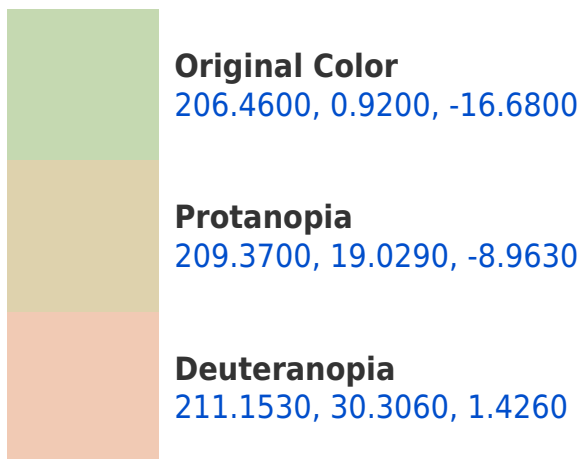 Original Color
206.4600, 0.9200, -16.6800
Protanopia
209.3700, 19.0290, -8.9630
Deuteranopia
211.1530, 30.3060, 1.4260